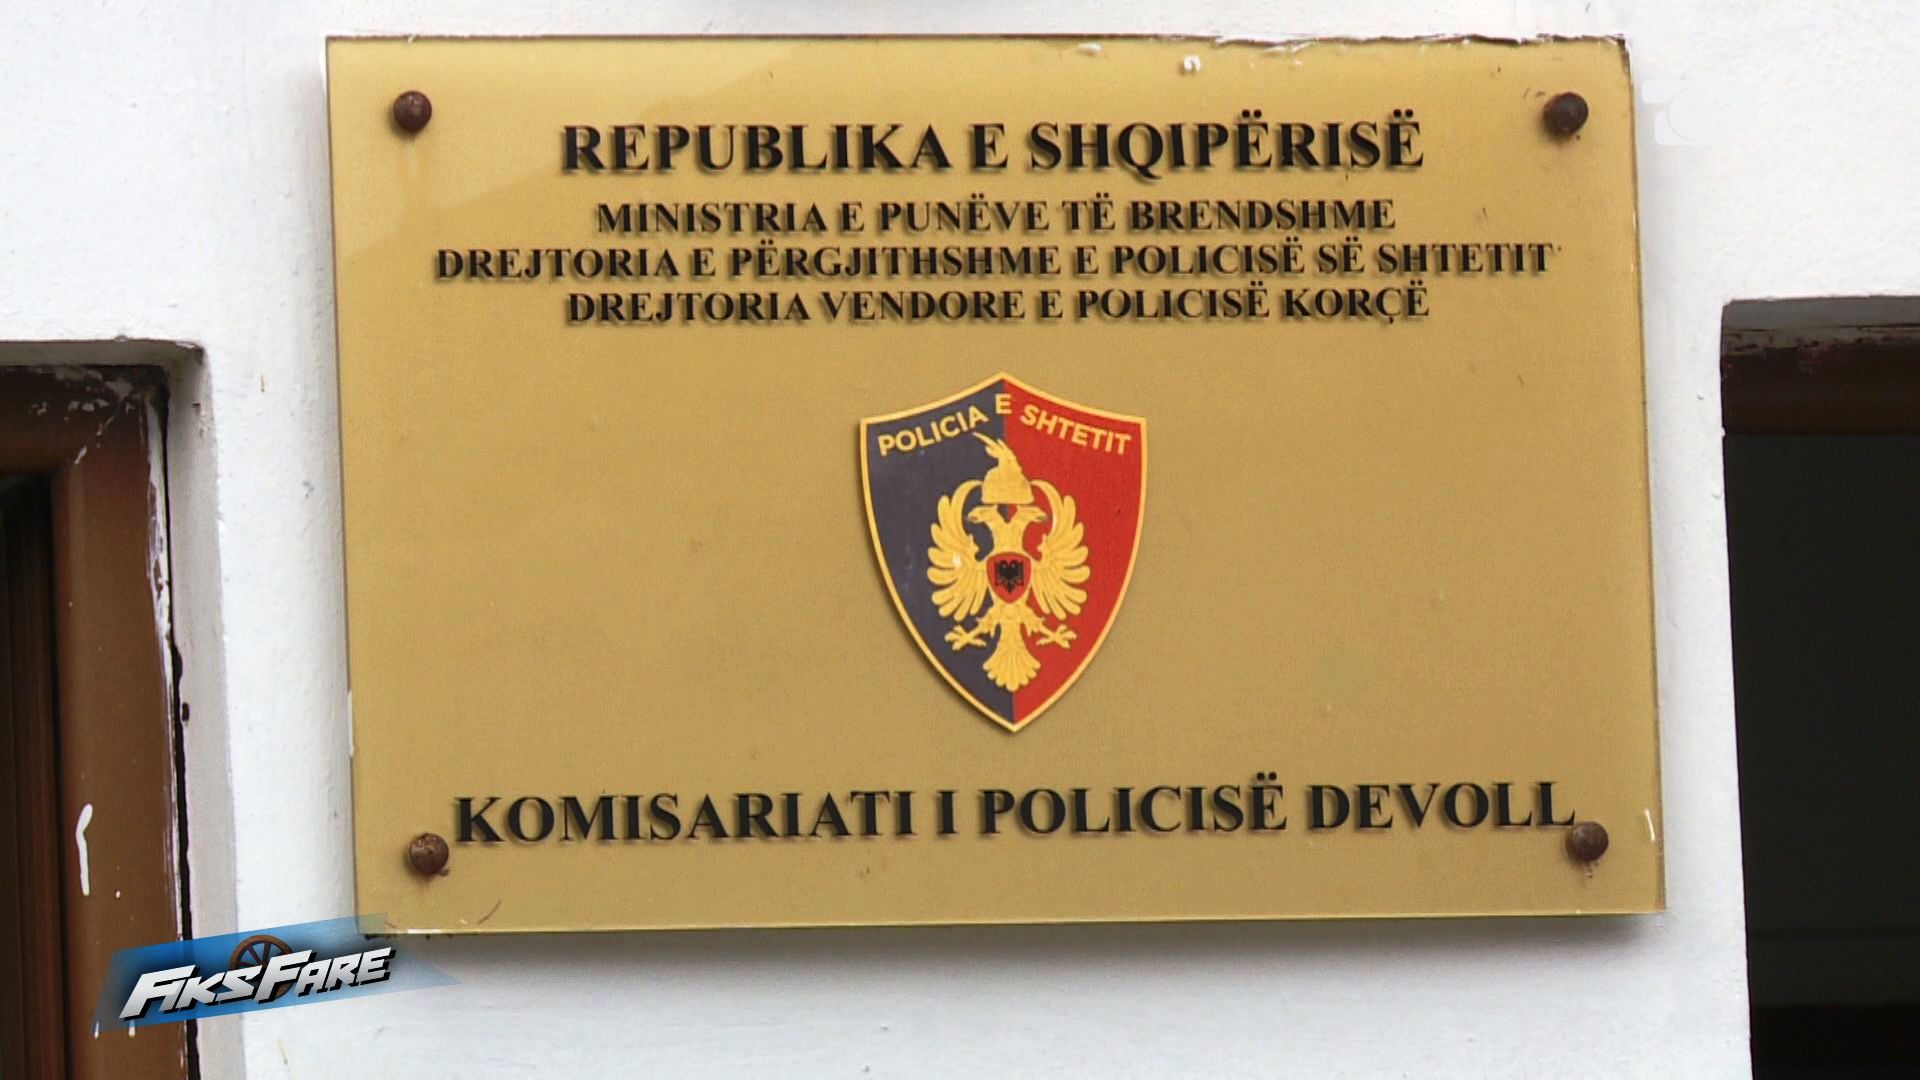 REPUBLIKA E SHQIPËRISË
MINISTRIA E PUNËVE TË BRENDSHME
DREJTORIA E PËRGJITHSHME E POLICISË SË SHTETIT
DREJTORIA VENDORE E POLICISË KORÇË
POLICIA E SHTETIT
KOMISARIATI I POLICISË DEVOLL
FIKSFARE